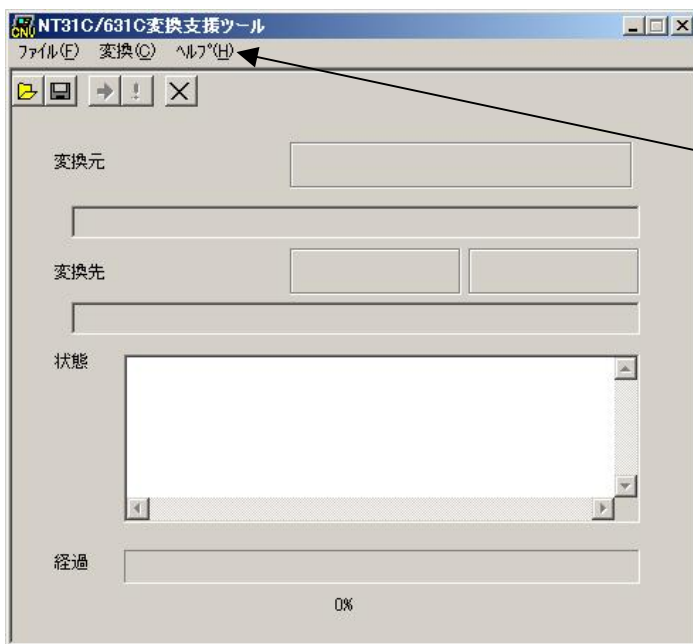 NT31C/631C変換支援ツール
ファイル(F) 変換(C) ヘルプ(H)
変換元
変換先
状態
経過
0%